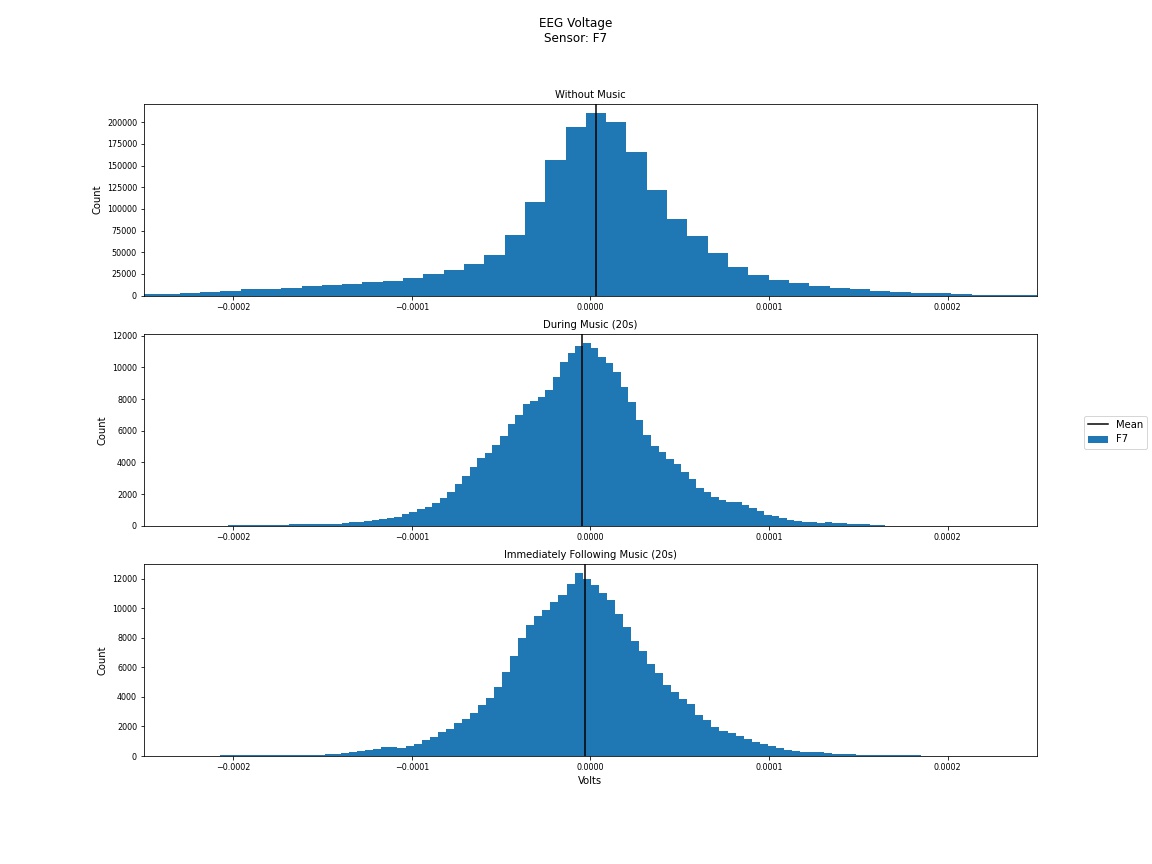 EEG Voltage
Sensor: F7
Without Music
200000
175000
150000
125000
100000
75000
50000
25000
0
Count
−0.0002 −0.0001 0.0000 0.0001 0.0002
During Music (20s)
12000
10000
8000
6000
4000
2000
0
Count
−0.0002 −0.0001 0.0000 0.0001 0.0002
Mean
F7
Immediately Following Music (20s)
12000
10000
8000
6000
4000
2000
0
Count
−0.0002 −0.0001 0.0000 0.0001 0.0002
Volts